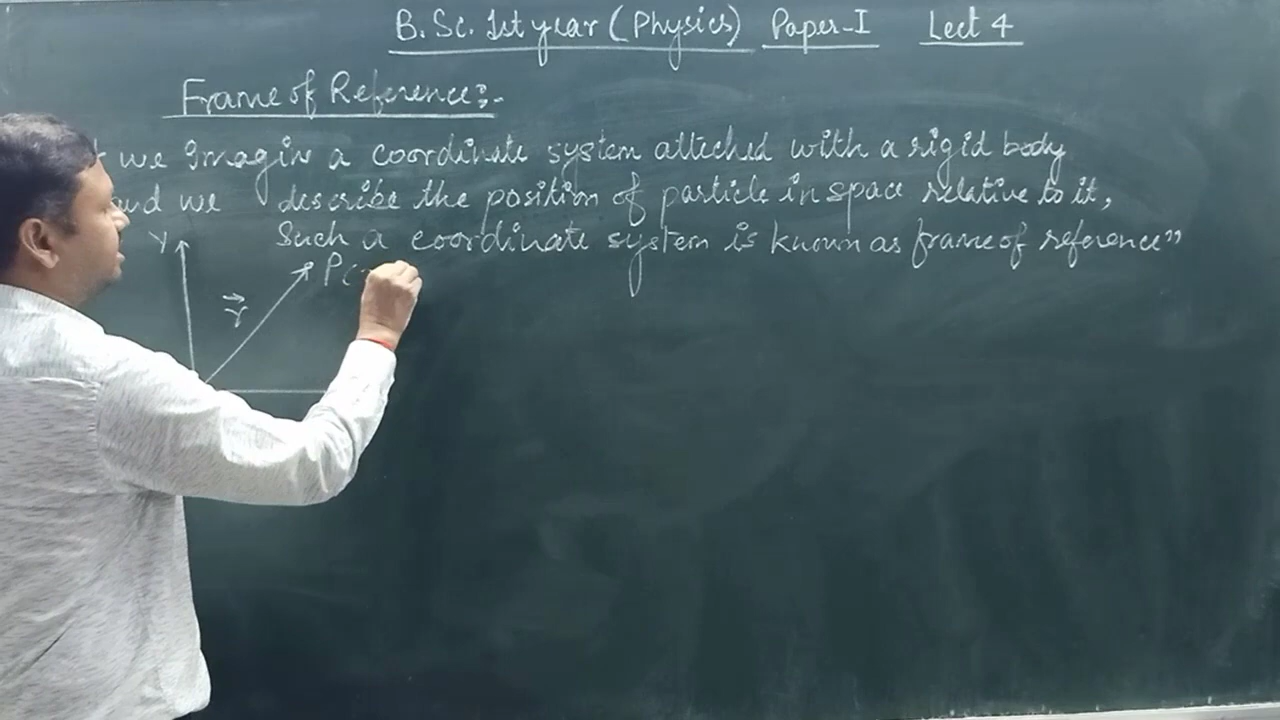 B.Sc. 1st year (Physics) Paper-I Lect 4
Frame of Reference:-
we Imagin a coordinate system atteched with a rigid body
and we describe the position of particle in space relative to it,
Such a coordinate system is known as frame of reference"
Y
P(
r